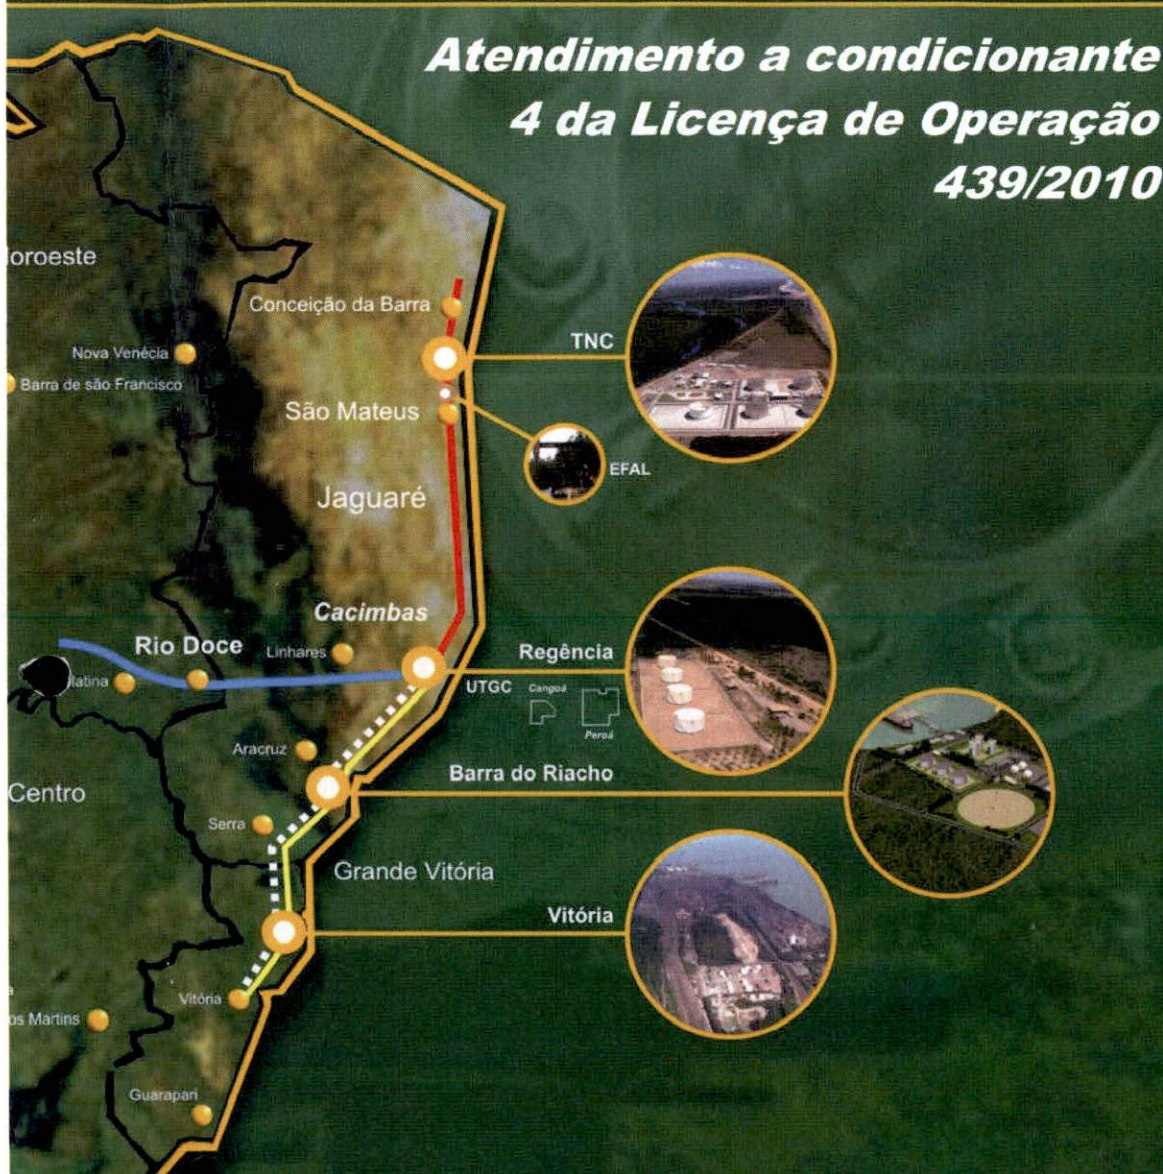 Atendimento a condicionante
4 da Licença de Operação
439/2010
oroeste
Conceição da Barra
TNC
Nova Venécia
Barra de são Francisco
São Mateus
EFAL
Jaguaré
Cacimbas
Rio Doce
Linhares
Regência
latina
UTGC
Cangoá
Peroá
Aracruz
Barra do Riacho
Centro
Serra
Grande Vitória
Vitória
Vitória
os Martins
Guarapari